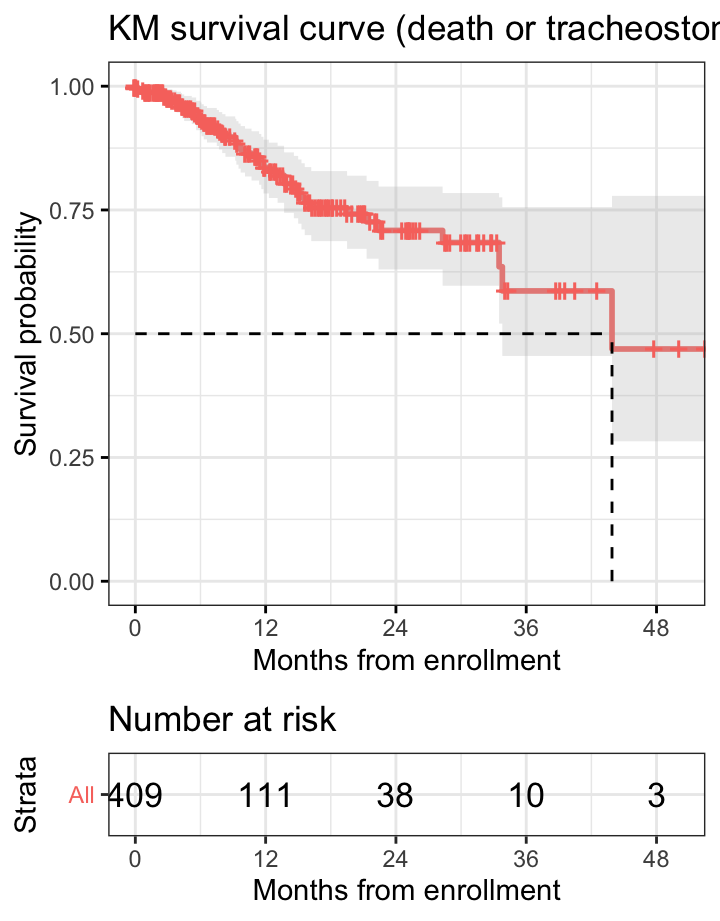 KM survival curve (death or tracheostor
1.00
0.75
0.50
0.25
0.00
Survival probability
0 12 24 36 48
Months from enrollment
Number at risk
Strata
All 409 111 38 10 3
0 12 24 36 48
Months from enrollment